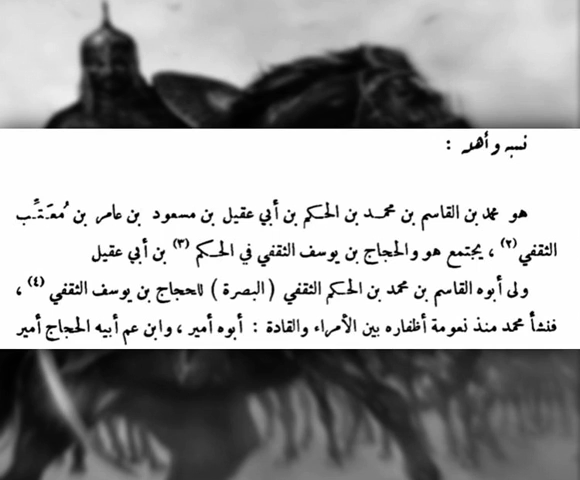 نسبه وأهله :
هو محمد بن القاسم بن محمد بن الحكم بن أبي عقيل بن مسعود بن عامر بن مُعَتِّب
الثقفي (٢) ، يجتمع هو والحجاج بن يوسف الثقفي في الحكم (٣) بن أبي عقيل
ولى أبوه القاسم بن محمد بن الحكم الثقفي ( البصرة ) للحجاج بن يوسف الثقفي (٤) ،
فنشأ محمد منذ نعومة أظفاره بين الأمراء والقادة : أبوه أمير ، وابن عم أبيه الحجاج أمير